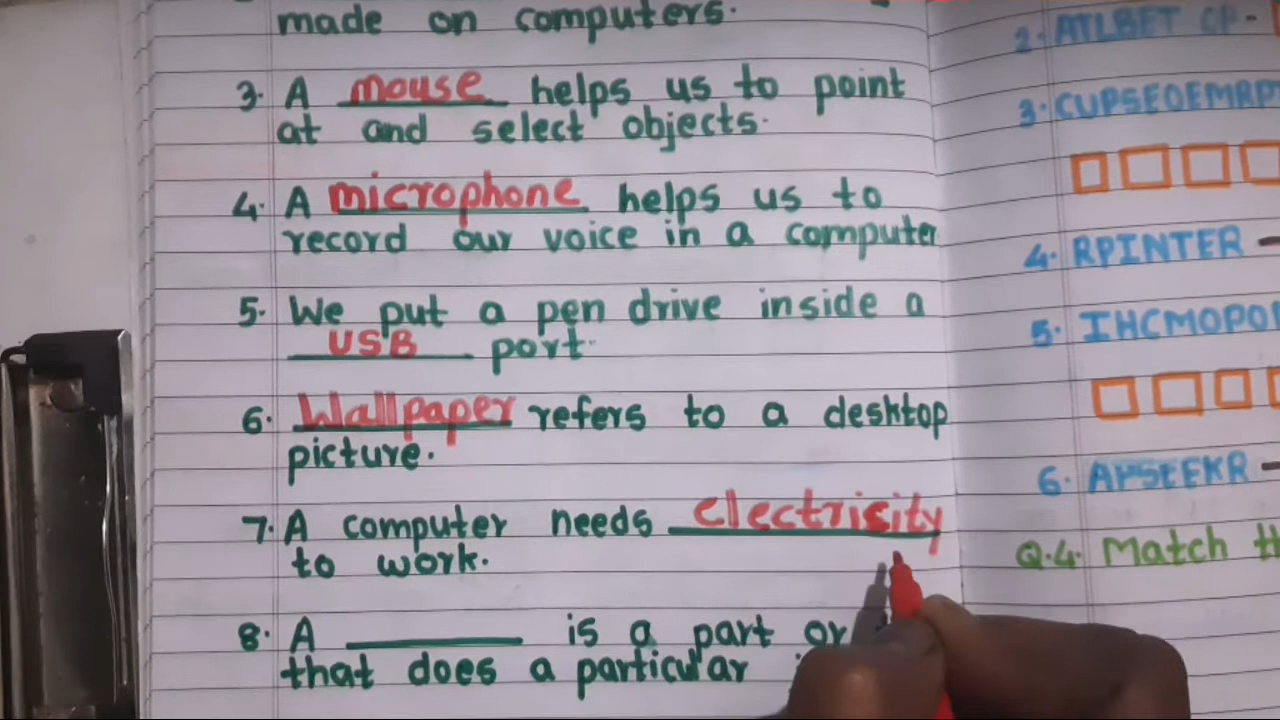 made on computers.
3. A mouse helps us to point
at and select objects.
4. A microphone helps us to
record our voice in a computer
5. We put a pen drive inside a
USB port.
6. Wallpaper refers to a desktop
picture.
7. A computer needs electricity
to work.
8. A is a part or
that does a particular
2. ATLBET CP-
3. CUPSEOEMRP
4. RPINTER -
5. IHCMOPO
6. APSEEKR -
Q.4. Match